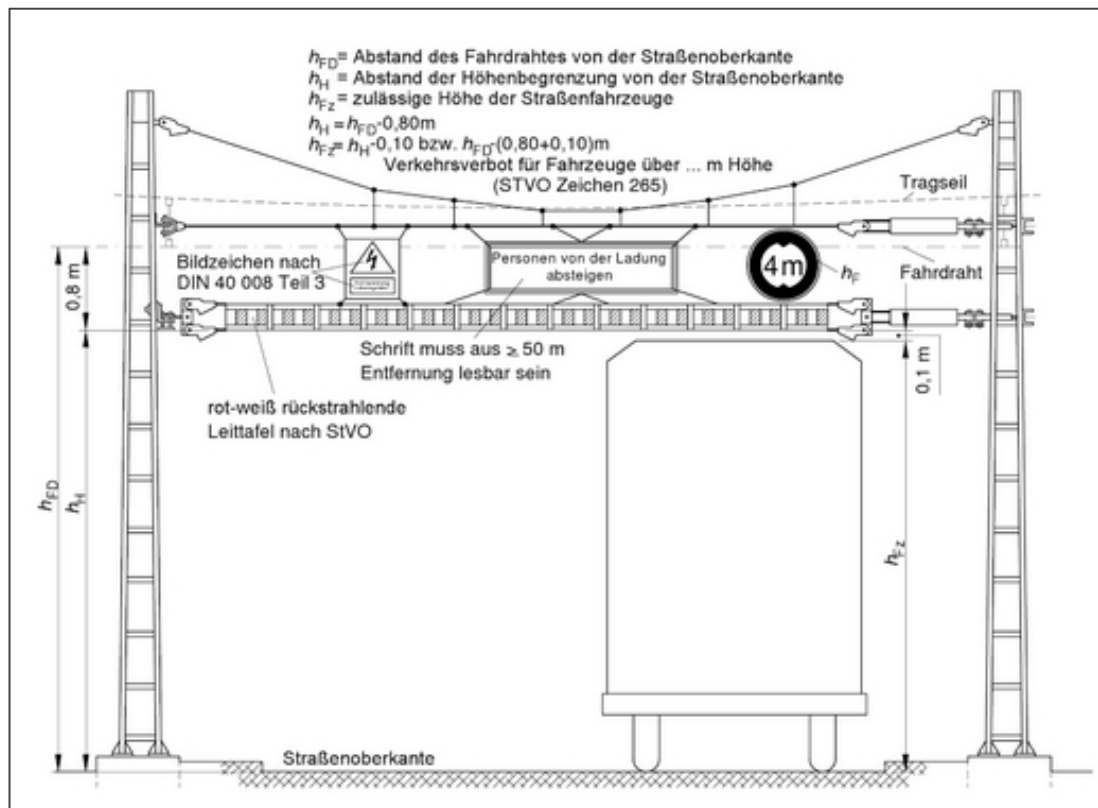 hFD= Abstand des Fahrdrahtes von der Straßenoberkante
hH = Abstand der Höhenbegrenzung von der Straßenoberkante
hFz= zulässige Höhe der Straßenfahrzeuge
hH = hFD-0,80m
hFz= hH-0,10 bzw. hFD-(0,80+0,10)m
Verkehrsverbot für Fahrzeuge über ... m Höhe
(STVO Zeichen 265)
Tragseil
Bildzeichen nach
DIN 40 008 Teil 3
Personen von der Ladung
absteigen
4m
hF
Fahrdraht
0,8 m
Schrift muss aus ≥ 50 m
Entfernung lesbar sein
0,1 m
rot-weiß rückstrahlende
Leittafel nach StVO
hFD
hH
hFz
Straßenoberkante